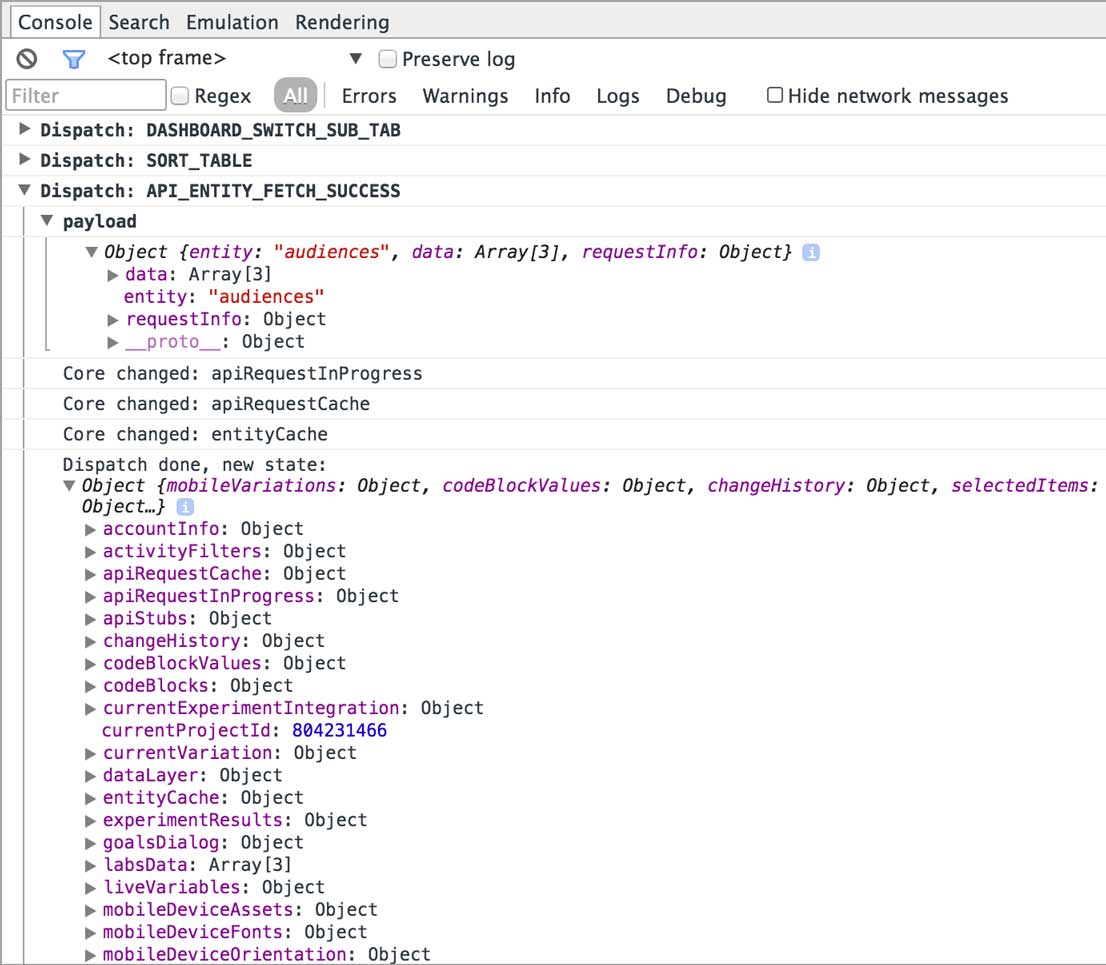 Console Search Emulation Rendering
<top frame> ▼ Preserve log
Filter Regex All Errors Warnings Info Logs Debug Hide network messages
▶ Dispatch: DASHBOARD_SWITCH_SUB_TAB
▶ Dispatch: SORT_TABLE
▼ Dispatch: API_ENTITY_FETCH_SUCCESS
▼ payload
▼ Object {entity: "audiences", data: Array[3], requestInfo: Object} i
▶ data: Array[3]
entity: "audiences"
▶ requestInfo: Object
▶ __proto__: Object
Core changed: apiRequestInProgress
Core changed: apiRequestCache
Core changed: entityCache
Dispatch done, new state:
▼ Object {mobileVariations: Object, codeBlockValues: Object, changeHistory: Object, selectedItems:
Object…} i
▶ accountInfo: Object
▶ activityFilters: Object
▶ apiRequestCache: Object
▶ apiRequestInProgress: Object
▶ apiStubs: Object
▶ changeHistory: Object
▶ codeBlockValues: Object
▶ codeBlocks: Object
▶ currentExperimentIntegration: Object
currentProjectId: 804231466
▶ currentVariation: Object
▶ dataLayer: Object
▶ entityCache: Object
▶ experimentResults: Object
▶ goalsDialog: Object
▶ labsData: Array[3]
▶ liveVariables: Object
▶ mobileDeviceAssets: Object
▶ mobileDeviceFonts: Object
▶ mobileDeviceOrientation: Object